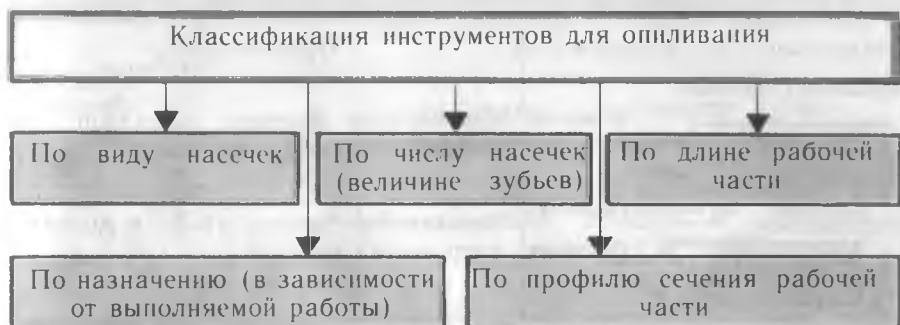 Классификация инструментов для опиливания
По виду насечек
По числу насечек
(величине зубьев)
По длине рабочей
части
По назначению (в зависимости
от выполняемой работы)
По профилю сечения рабочей
части